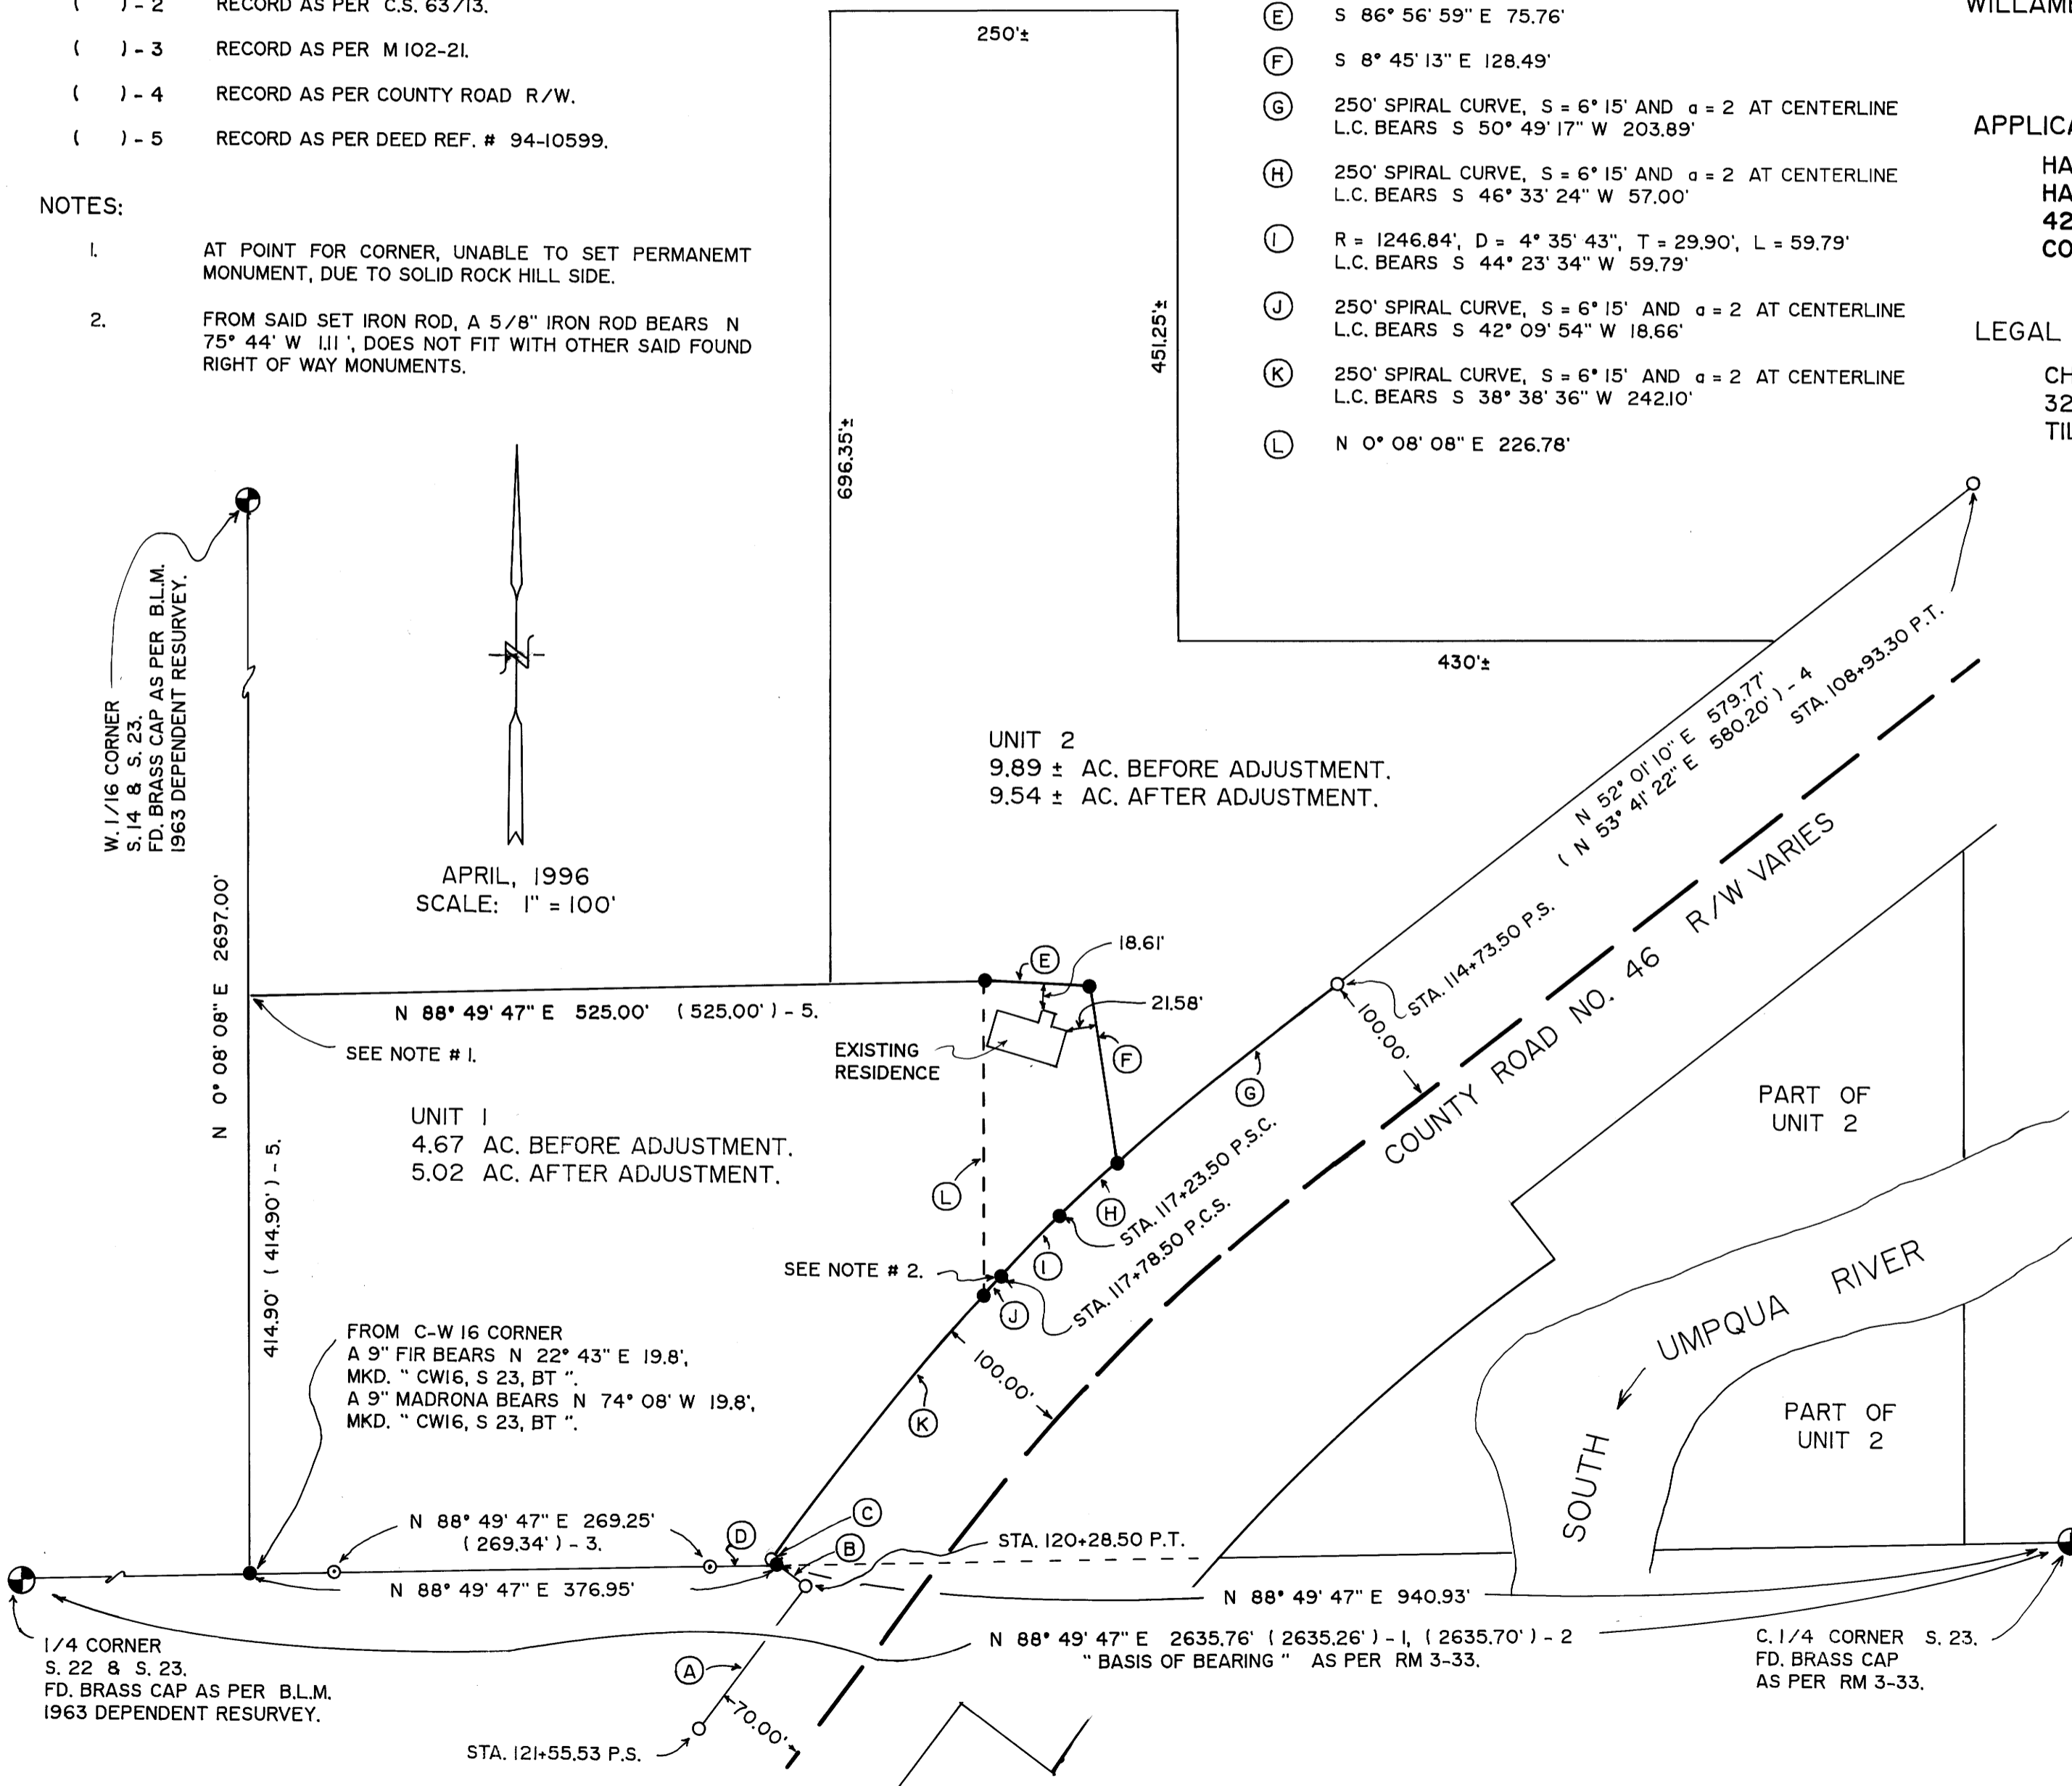 ( ) - 2 RECORD AS PER C.S. 63/13.
( ) - 3 RECORD AS PER M 102-21.
( ) - 4 RECORD AS PER COUNTY ROAD R/W.
( ) - 5 RECORD AS PER DEED REF. # 94-10599.
NOTES:
1. AT POINT FOR CORNER, UNABLE TO SET PERMANEMT
MONUMENT, DUE TO SOLID ROCK HILL SIDE.
2. FROM SAID SET IRON ROD, A 5/8" IRON ROD BEARS N
75° 44' W 1.11 ', DOES NOT FIT WITH OTHER SAID FOUND
RIGHT OF WAY MONUMENTS.
250'±
696.35'±
451.25'±
430'±
E S 86° 56' 59" E 75.76'
F S 8° 45' 13" E 128.49'
G 250' SPIRAL CURVE, S = 6° 15' AND a = 2 AT CENTERLINE
L.C. BEARS S 50° 49' 17" W 203.89'
H 250' SPIRAL CURVE, S = 6° 15' AND a = 2 AT CENTERLINE
L.C. BEARS S 46° 33' 24" W 57.00'
I R = 1246.84', D = 4° 35' 43", T = 29.90', L = 59.79'
L.C. BEARS S 44° 23' 34" W 59.79'
J 250' SPIRAL CURVE, S = 6° 15' AND a = 2 AT CENTERLINE
L.C. BEARS S 42° 09' 54" W 18.66'
K 250' SPIRAL CURVE, S = 6° 15' AND a = 2 AT CENTERLINE
L.C. BEARS S 38° 38' 36" W 242.10'
L N 0° 08' 08" E 226.78'
APPLICA
HA
HA
42
CO
LEGAL
CH
32
TIL
W. 1/16 CORNER
S. 14 & S. 23.
FD. BRASS CAP AS PER B.L.M.
1963 DEPENDENT RESURVEY.
N
APRIL, 1996
SCALE: 1" = 100'
UNIT 2
9.89 ± AC. BEFORE ADJUSTMENT.
9.54 ± AC. AFTER ADJUSTMENT.
N 52° 01' 10" E 579.77'
( N 53° 41' 22" E 580.20' ) - 4
STA. 108+93.30 P.T.
COUNTY ROAD NO. 46 R/W VARIES
N 0° 08' 08" E 2697.00'
N 88° 49' 47" E 525.00' ( 525.00' ) - 5.
SEE NOTE # 1.
E
18.61'
21.58'
EXISTING
RESIDENCE
F
G
STA. 114+73.50 P.S.
100.00'
UNIT 1
4.67 AC. BEFORE ADJUSTMENT.
5.02 AC. AFTER ADJUSTMENT.
414.90' ( 414.90' ) - 5.
L
H
STA. 117+23.50 P.S.C.
I
STA. 117+78.50 P.C.S.
SEE NOTE # 2.
J
100.00'
K
PART OF
UNIT 2
SOUTH UMPQUA RIVER
PART OF
UNIT 2
FROM C-W 16 CORNER
A 9" FIR BEARS N 22° 43" E 19.8',
MKD. " CW16, S 23, BT ".
A 9" MADRONA BEARS N 74° 08' W 19.8',
MKD. " CW16, S 23, BT ".
N 88° 49' 47" E 269.25'
( 269.34' ) - 3.
D
C
B
STA. 120+28.50 P.T.
N 88° 49' 47" E 376.95'
N 88° 49' 47" E 940.93'
N 88° 49' 47" E 2635.76' ( 2635.26' ) - 1, ( 2635.70' ) - 2
" BASIS OF BEARING " AS PER RM 3-33.
1/4 CORNER
S. 22 & S. 23.
FD. BRASS CAP AS PER B.L.M.
1963 DEPENDENT RESURVEY.
C. 1/4 CORNER S. 23.
FD. BRASS CAP
AS PER RM 3-33.
A
70.00'
STA. 121+55.53 P.S.